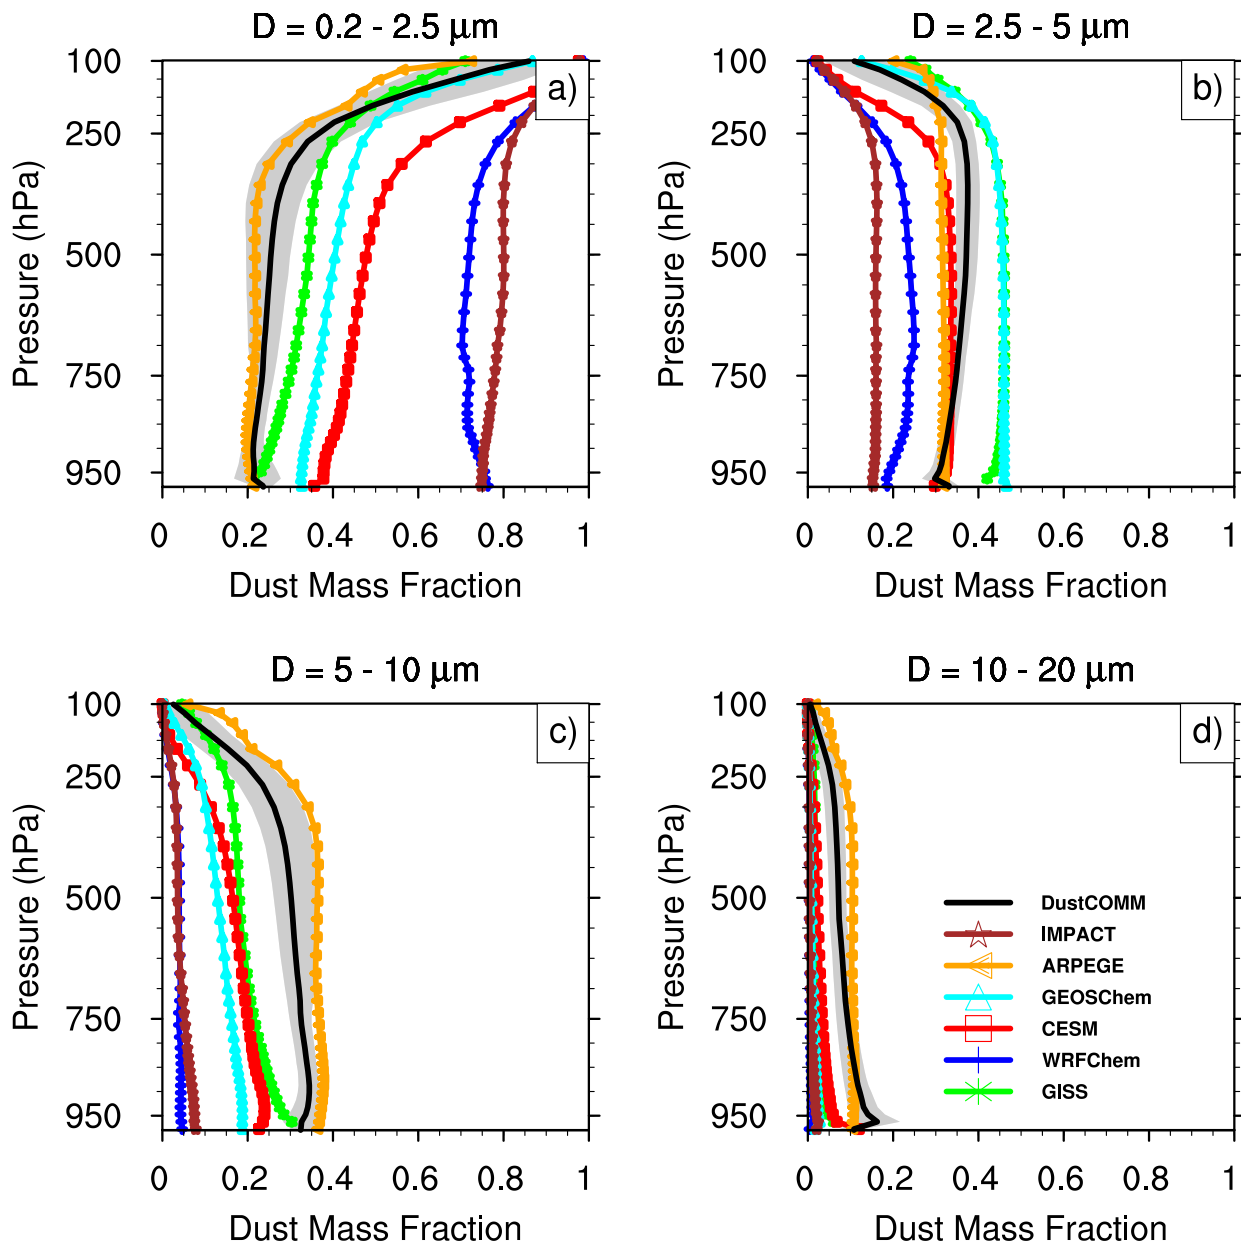 D = 0.2 - 2.5 μm
a)
100
250
500
750
950
Pressure (hPa)
0 0.2 0.4 0.6 0.8 1
Dust Mass Fraction
D = 2.5 - 5 μm
b)
100
250
500
750
950
Pressure (hPa)
0 0.2 0.4 0.6 0.8 1
Dust Mass Fraction
D = 5 - 10 μm
c)
100
250
500
750
950
Pressure (hPa)
0 0.2 0.4 0.6 0.8 1
Dust Mass Fraction
D = 10 - 20 μm
d)
100
250
500
750
950
Pressure (hPa)
DustCOMM
IMPACT
ARPEGE
GEOSChem
CESM
WRFChem
GISS
0 0.2 0.4 0.6 0.8 1
Dust Mass Fraction